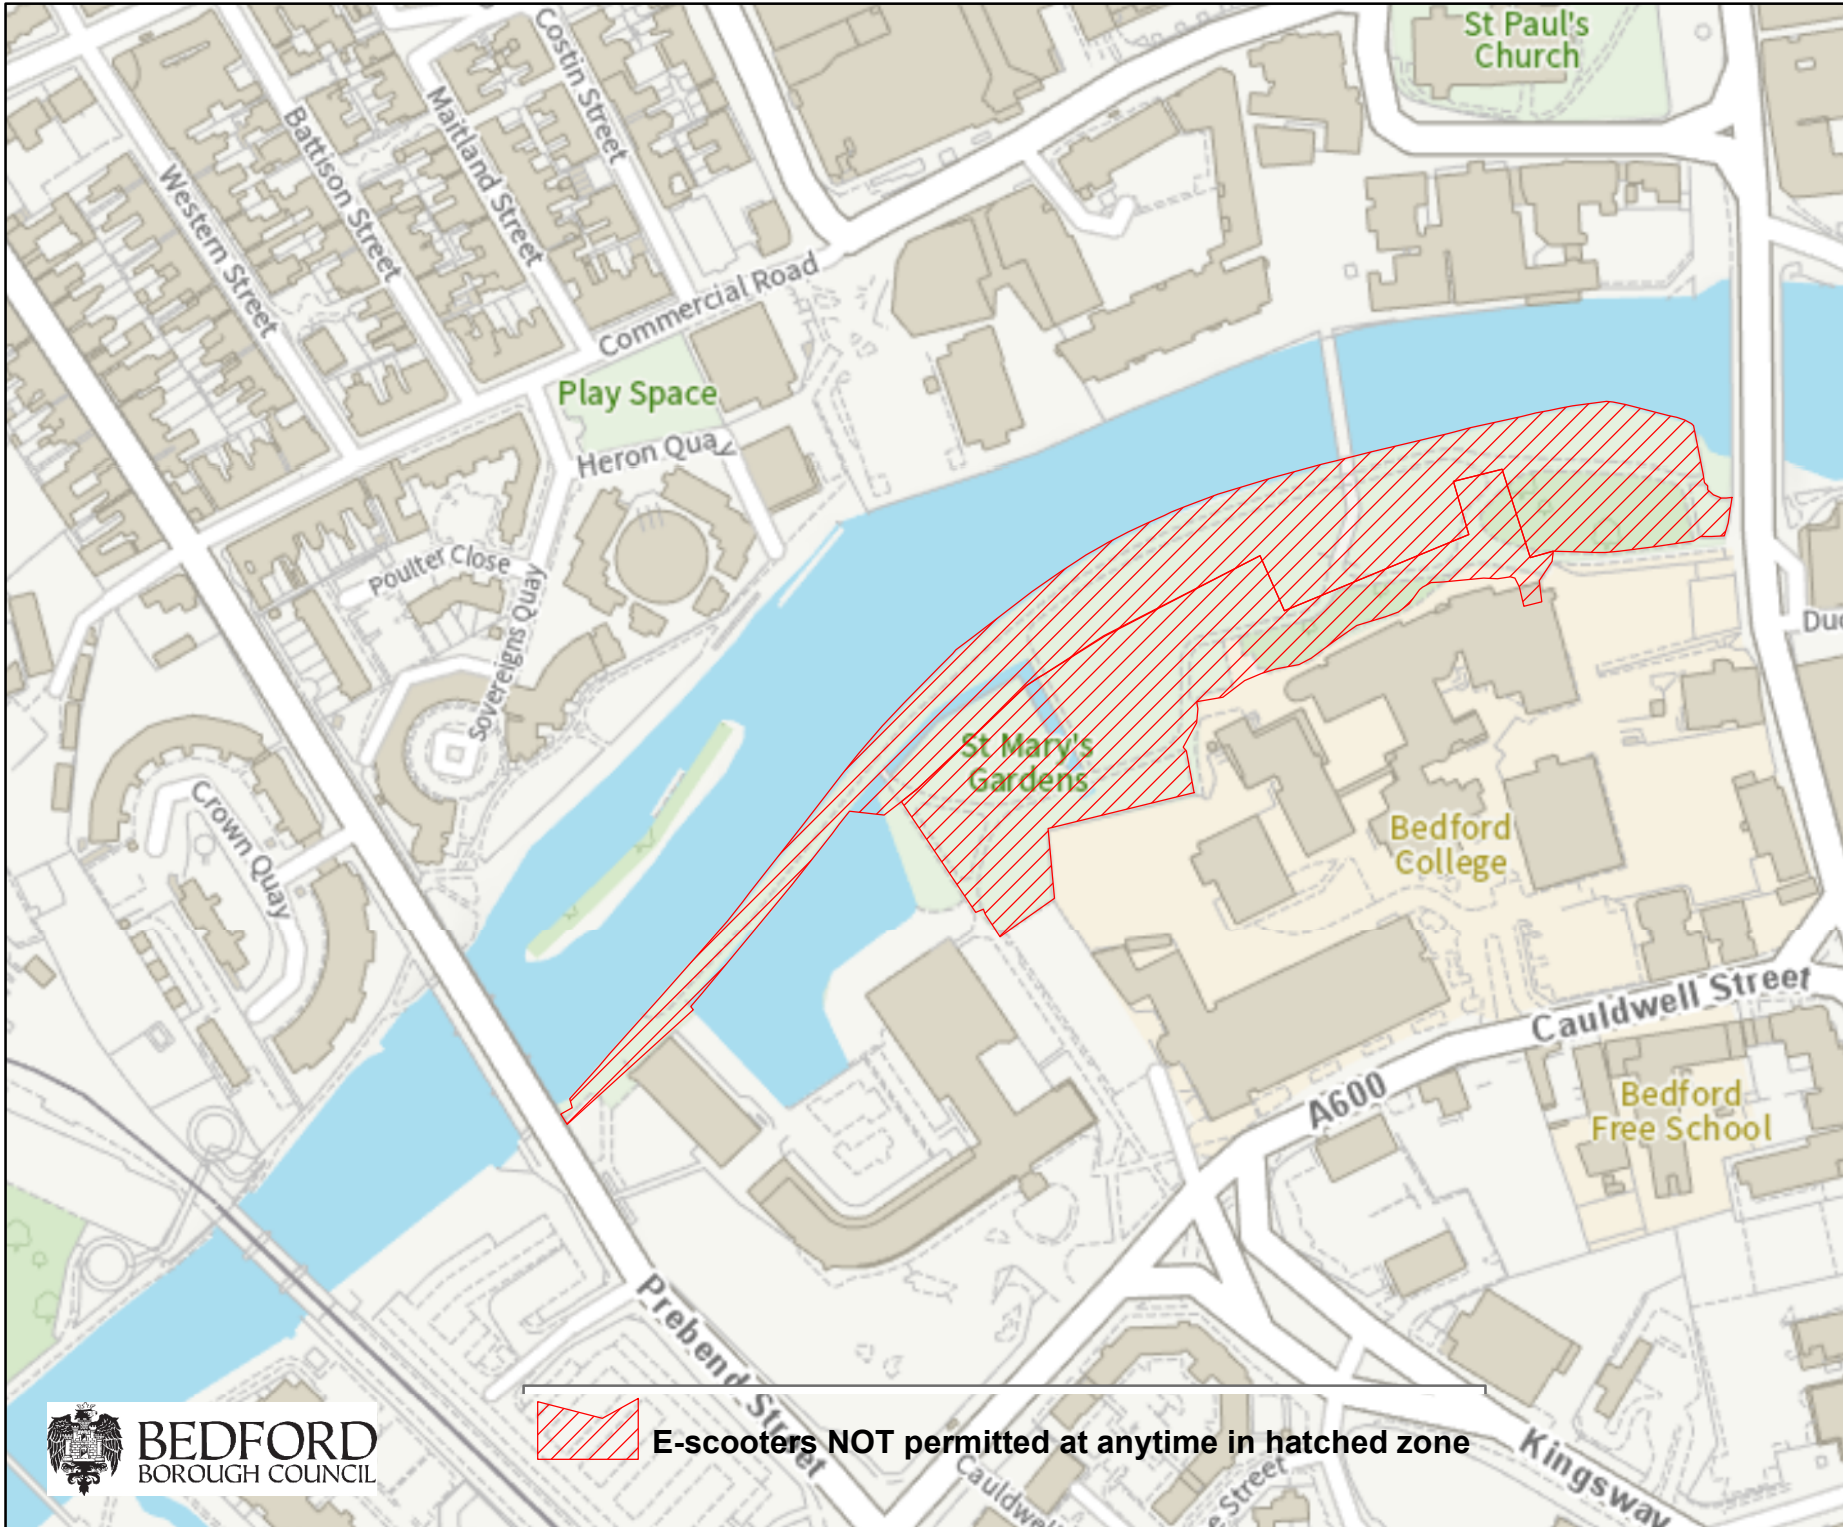 St Paul's
Church
Costin Street
Maitland Street
Battison Street
Western Street
Commercial Road
Play Space
Heron Qua
Poulter Close
Sovereigns Quay
Crown Quay
St Mary's
Gardens
Bedford
College
Cauldwell Street
A600
Bedford
Free School
Prebend Street
Kingsway
Street
BEDFORD
BOROUGH COUNCIL
E-scooters NOT permitted at anytime in hatched zone